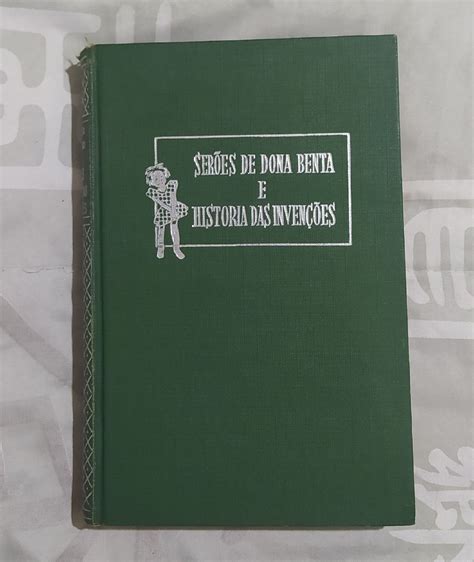 SERÕES DE DONA BENTA
E
HISTORIA DAS INVENÇÕES